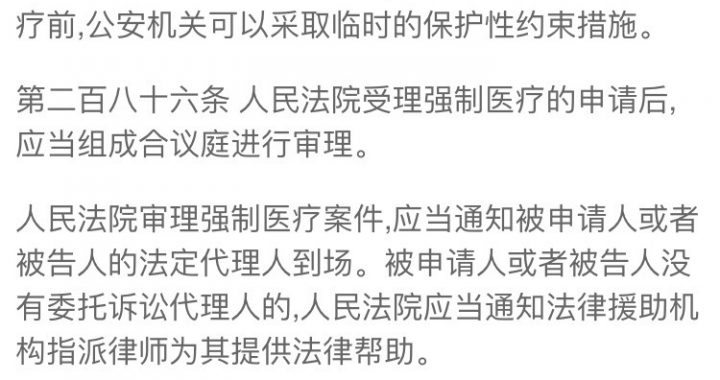 疗前,公安机关可以采取临时的保护性约束措施。
第二百八十六条 人民法院受理强制医疗的申请后,
应当组成合议庭进行审理。
人民法院审理强制医疗案件,应当通知被申请人或者
被告人的法定代理人到场。被申请人或者被告人没
有委托诉讼代理人的,人民法院应当通知法律援助机
构指派律师为其提供法律帮助。